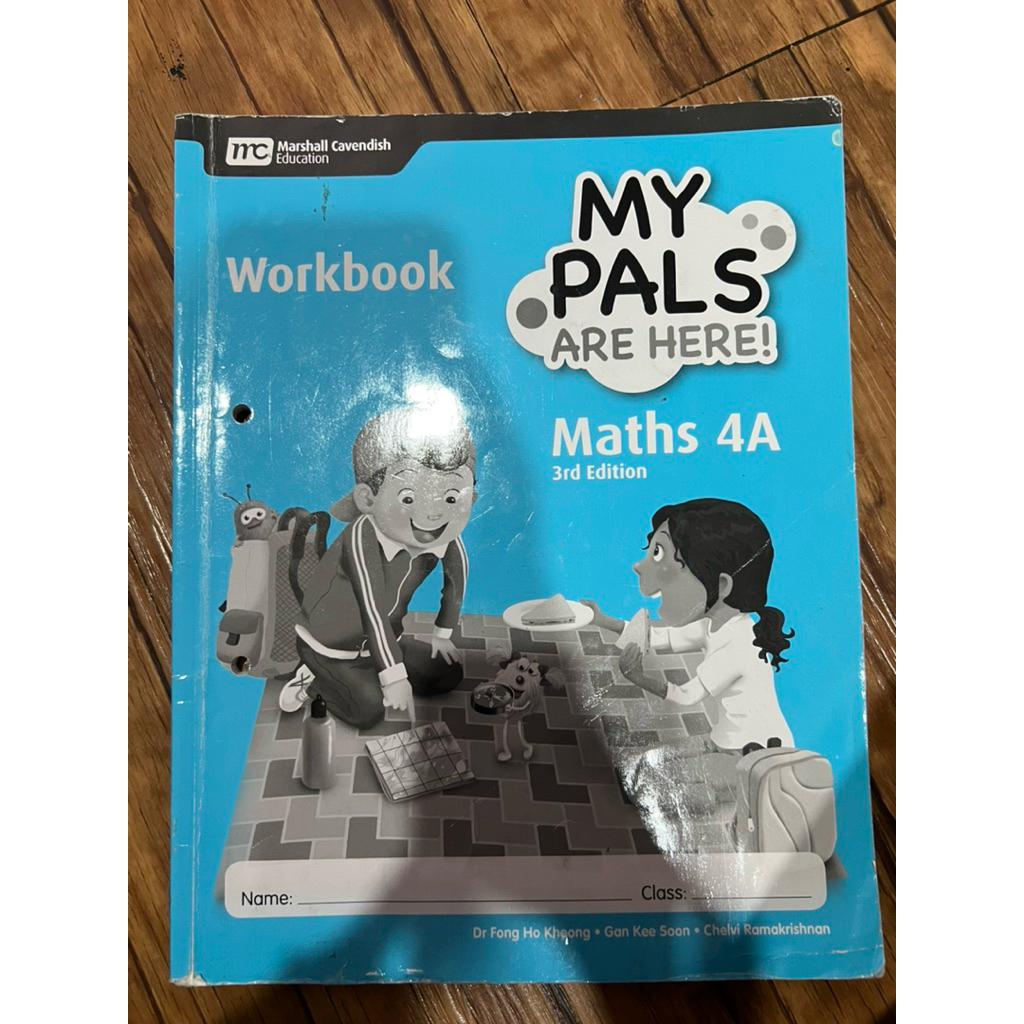 mc Marshall Cavendish
Education
MY
PALS
ARE HERE!
Workbook
Maths 4A
3rd Edition
Name:
Class:
Dr Fong Ho Kheong • Gan Kee Soon • Chelvi Ramakrishnan